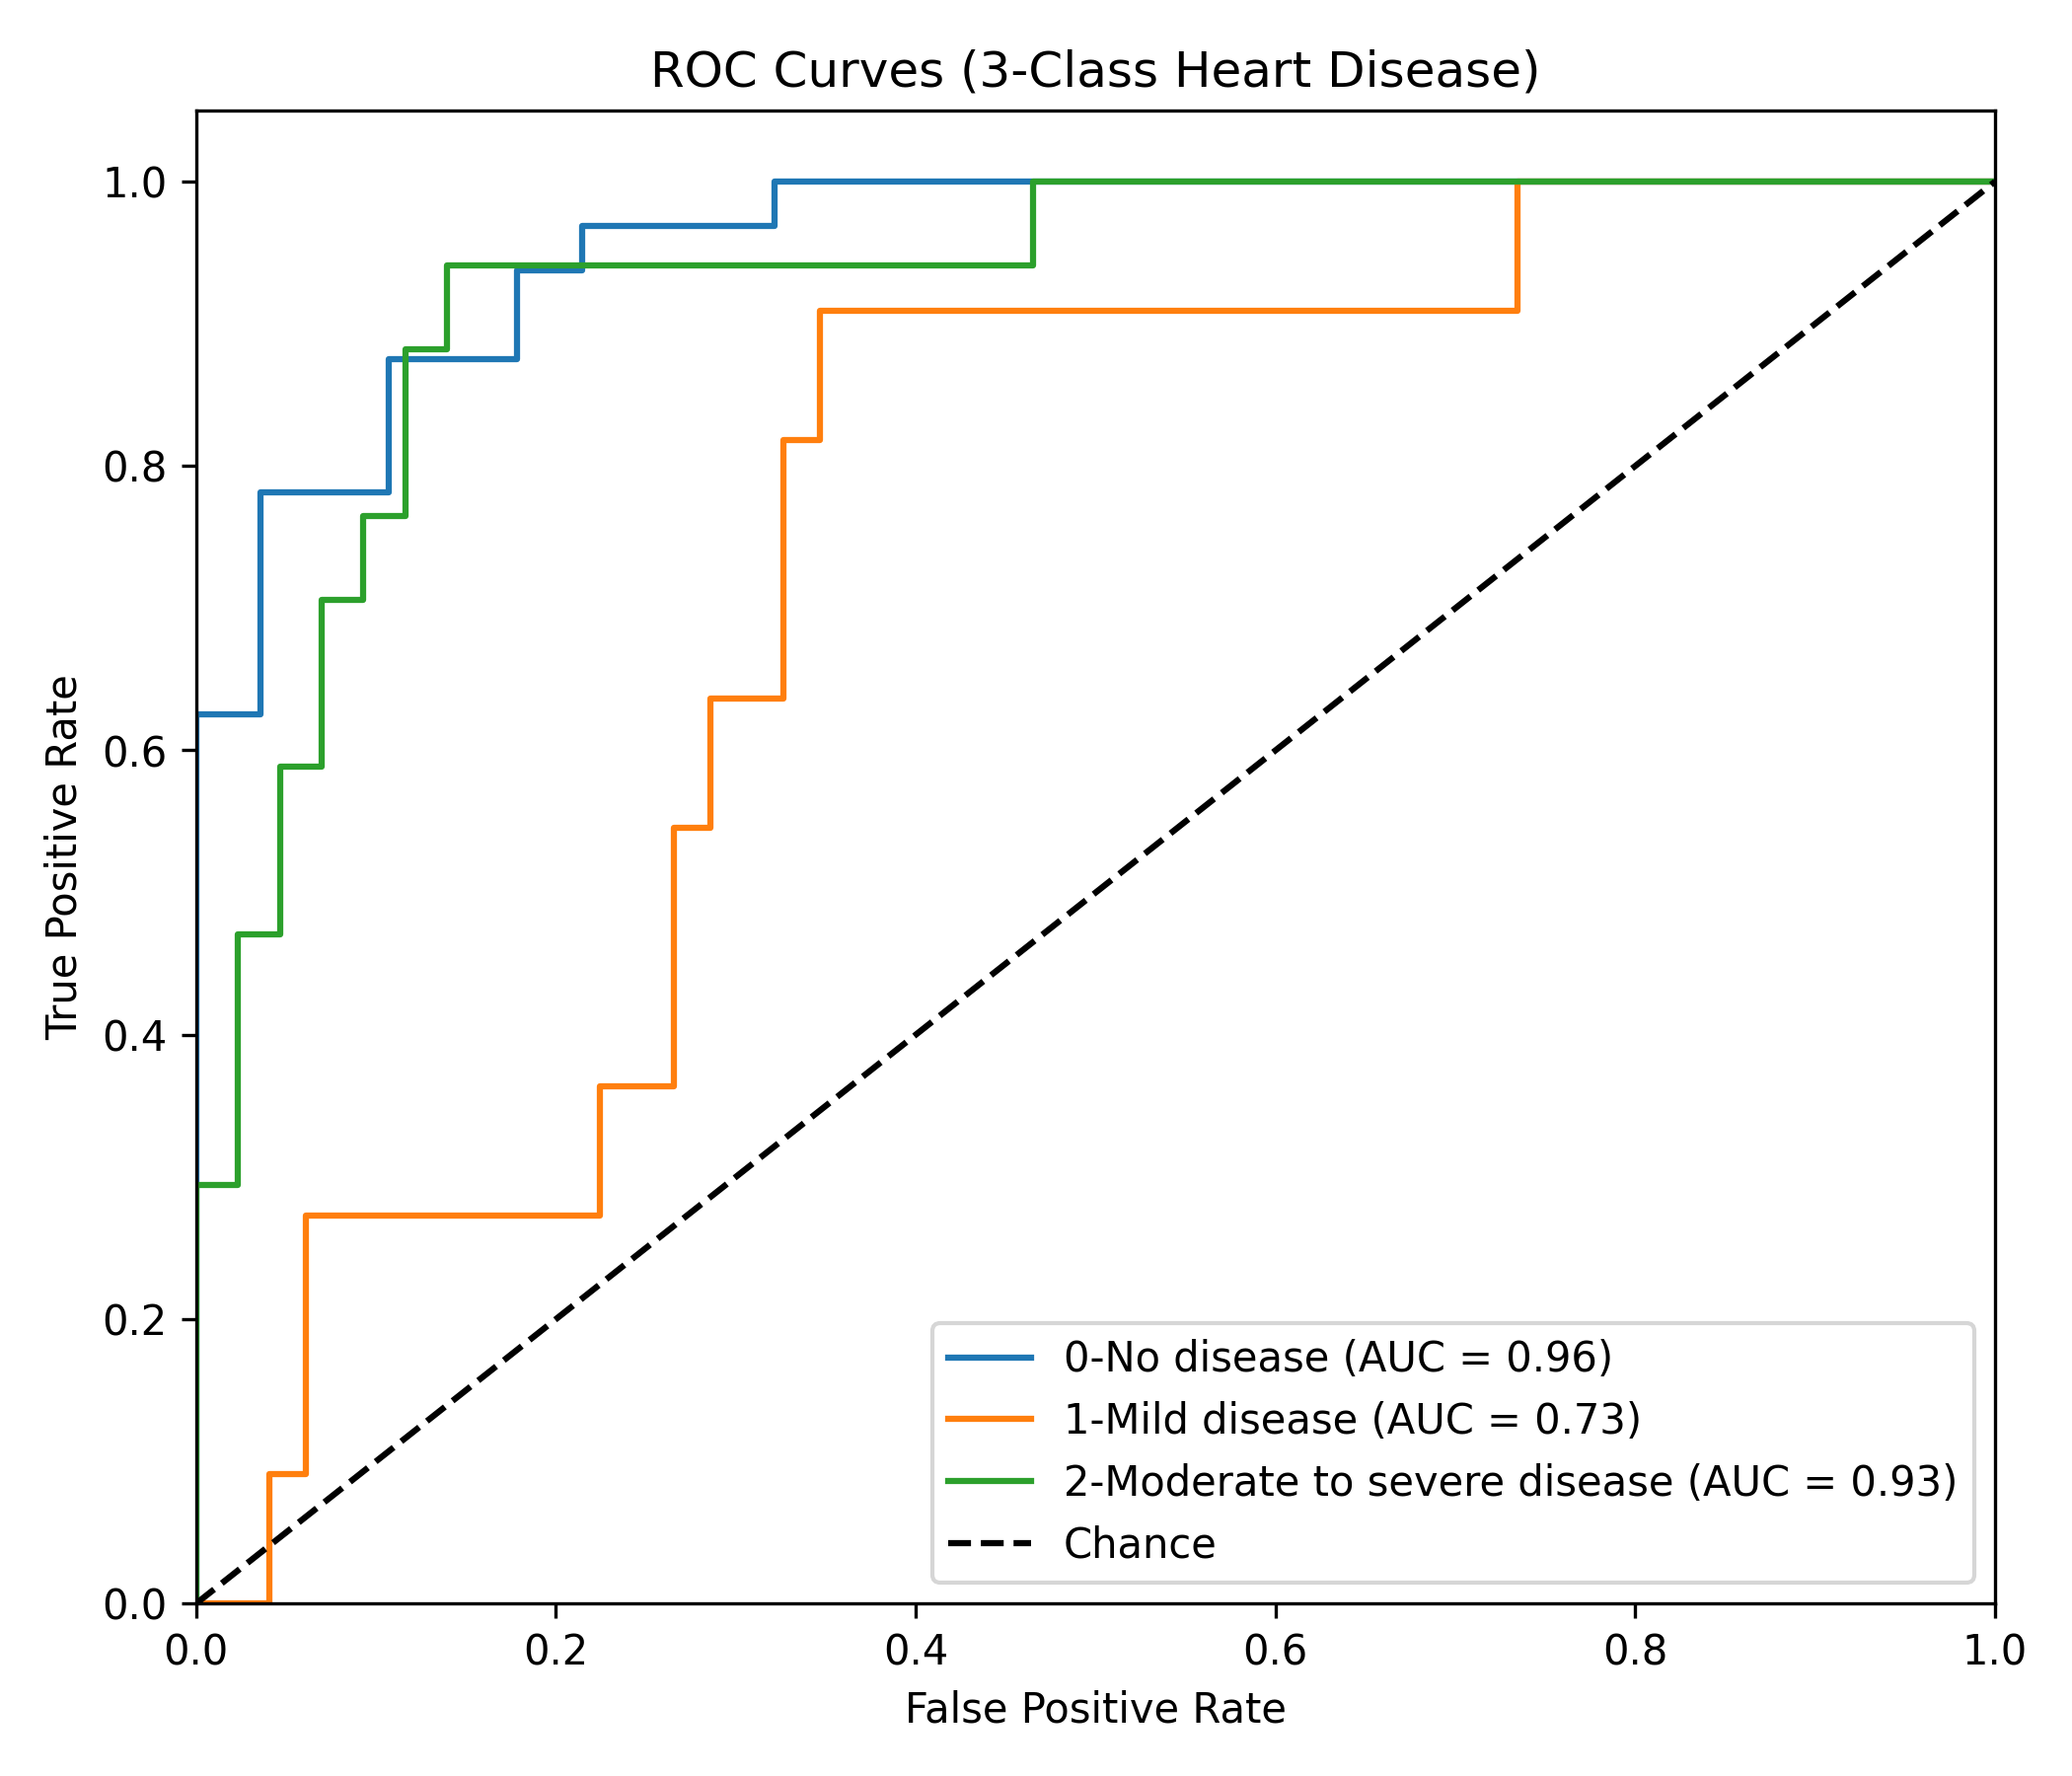 ROC Curves (3-Class Heart Disease)
True Positive Rate
1.0
0.8
0.6
0.4
0.2
0.0
0-No disease (AUC = 0.96)
1-Mild disease (AUC = 0.73)
2-Moderate to severe disease (AUC = 0.93)
Chance
0.0 0.2 0.4 0.6 0.8 1.0
False Positive Rate